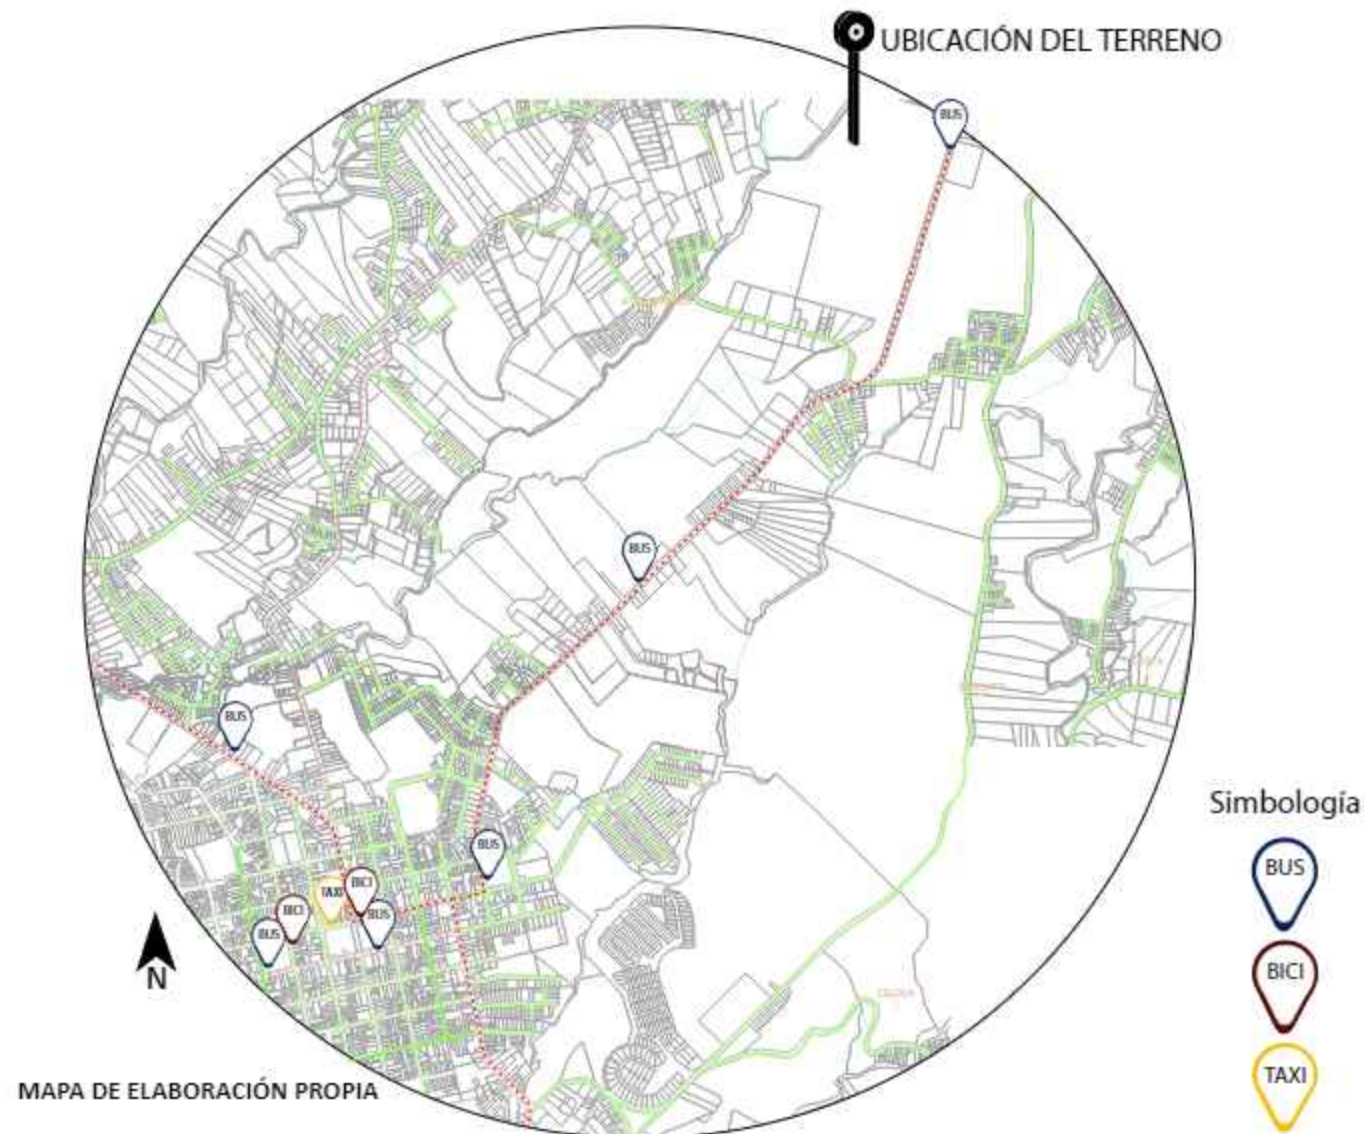 UBICACIÓN DEL TERRENO
BUS
BUS
BUS
BUS
BICI
TAXI
BICI
BUS
BUS
N
MAPA DE ELABORACIÓN PROPIA
Simbología
BUS
BICI
TAXI